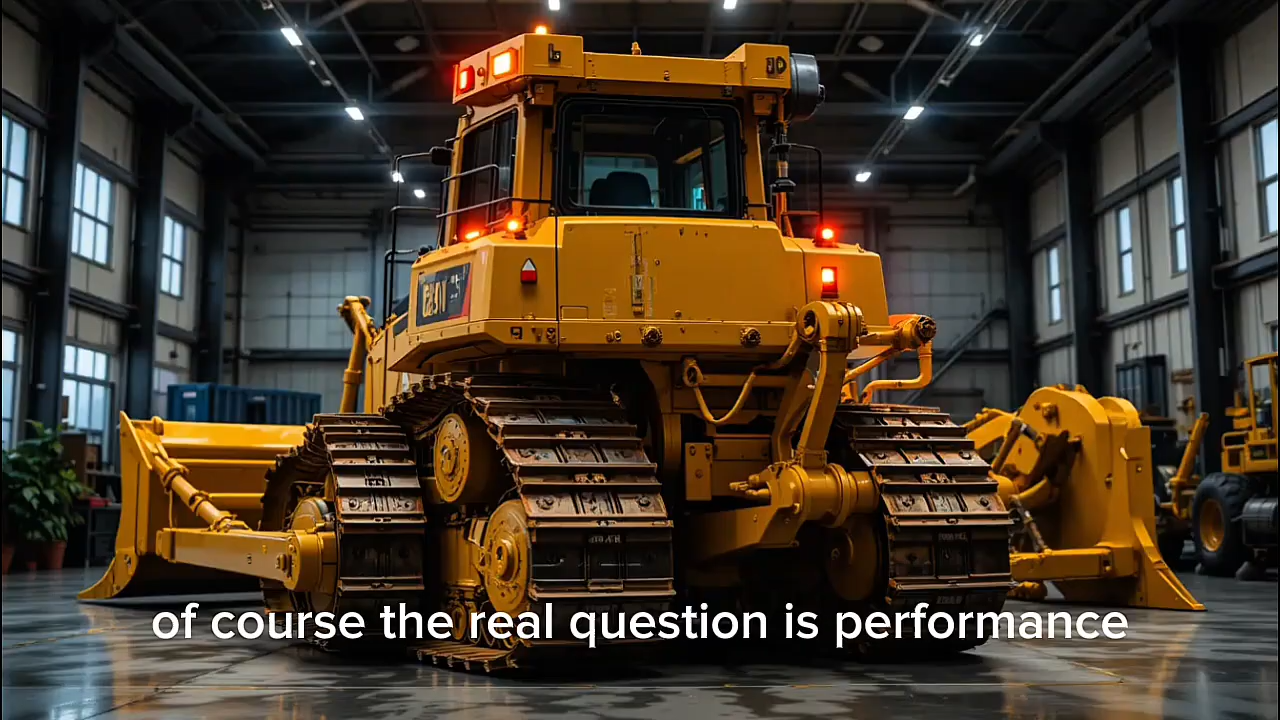 of course the real question is performance